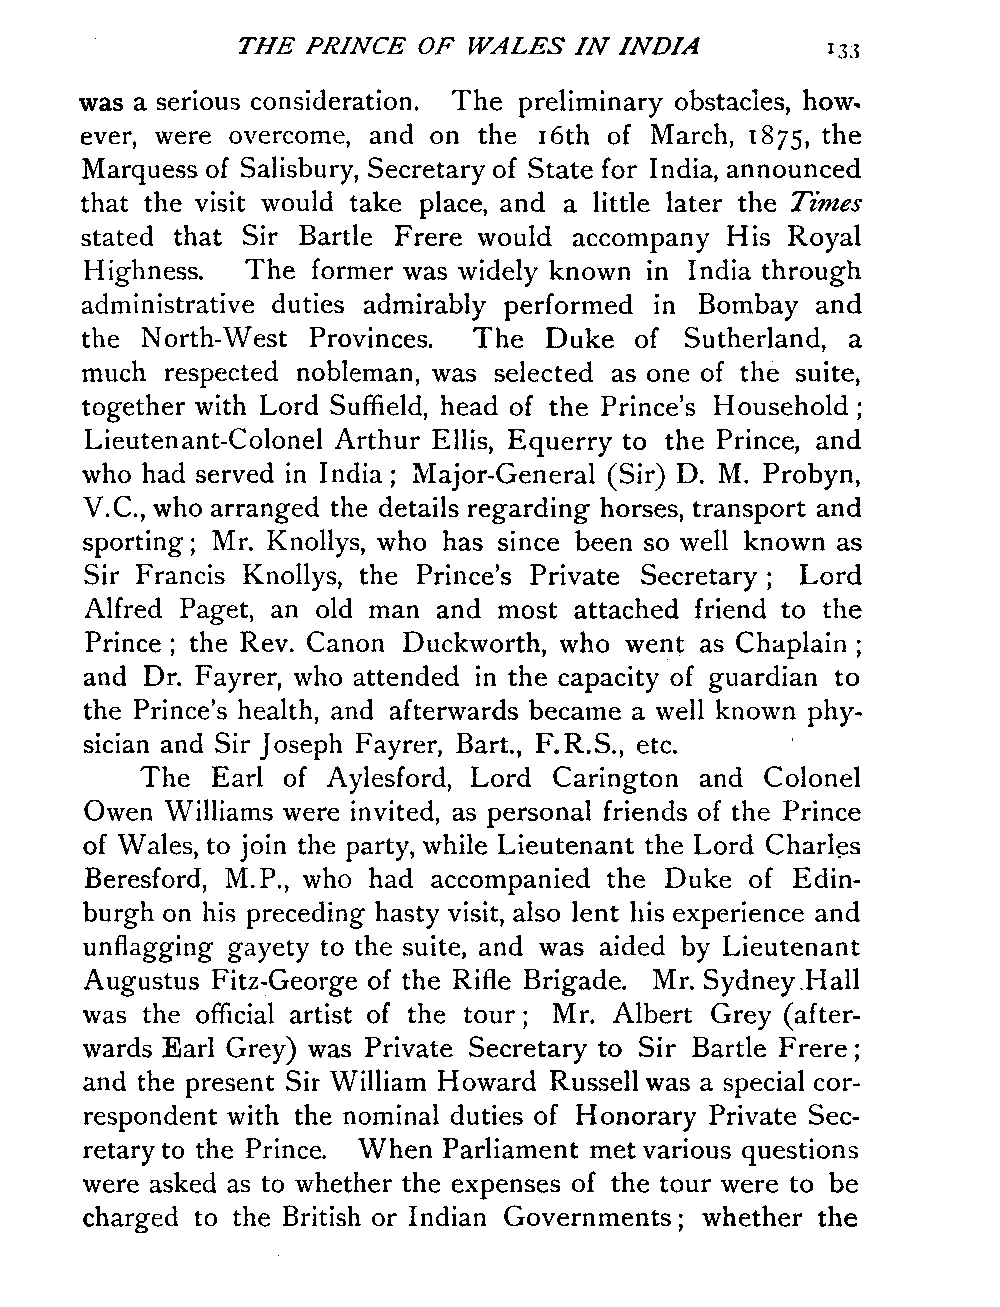 THE PRINCE OF WALES IN INDIA 133
was a serious consideration. The preliminary obstacles, how-
ever, were overcome, and on the 16th of March, 1875, the
Marquess of Salisbury, Secretary of State for India, announced
that the visit would take place, and a little later the Times
stated that Sir Bartle Frere would accompany His Royal
Highness. The former was widely known in India through
administrative duties admirably performed in Bombay and
the North-West Provinces. The Duke of Sutherland, a
much respected nobleman, was selected as one of the suite,
together with Lord Suffield, head of the Prince's Household;
Lieutenant-Colonel Arthur Ellis, Equerry to the Prince, and
who had served in India; Major-General (Sir) D. M. Probyn,
V.C., who arranged the details regarding horses, transport and
sporting; Mr. Knollys, who has since been so well known as
Sir Francis Knollys, the Prince's Private Secretary; Lord
Alfred Paget, an old man and most attached friend to the
Prince; the Rev. Canon Duckworth, who went as Chaplain;
and Dr. Fayrer, who attended in the capacity of guardian to
the Prince's health, and afterwards became a well known phy-
sician and Sir Joseph Fayrer, Bart., F.R.S., etc.
The Earl of Aylesford, Lord Carington and Colonel
Owen Williams were invited, as personal friends of the Prince
of Wales, to join the party, while Lieutenant the Lord Charles
Beresford, M.P., who had accompanied the Duke of Edin-
burgh on his preceding hasty visit, also lent his experience and
unflagging gayety to the suite, and was aided by Lieutenant
Augustus Fitz-George of the Rifle Brigade. Mr. Sydney Hall
was the official artist of the tour; Mr. Albert Grey (after-
wards Earl Grey) was Private Secretary to Sir Bartle Frere;
and the present Sir William Howard Russell was a special cor-
respondent with the nominal duties of Honorary Private Sec-
retary to the Prince. When Parliament met various questions
were asked as to whether the expenses of the tour were to be
charged to the British or Indian Governments; whether the